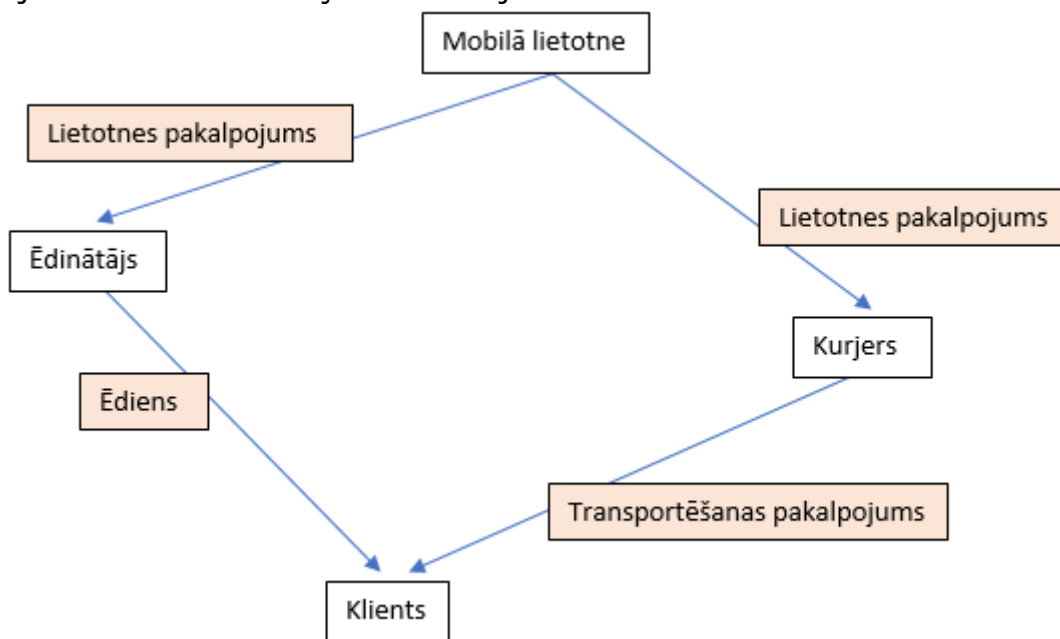 Mobilā lietotne
Lietotnes pakalpojums
Lietotnes pakalpojums
Ēdinātājs
Kurjers
Ēdiens
Transportēšanas pakalpojums
Klients